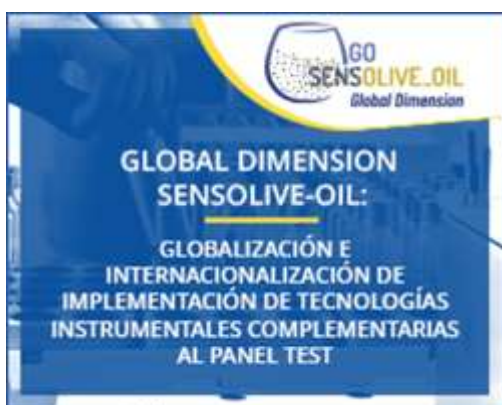 GO
SENSOLIVE_OIL
Global Dimension
GLOBAL DIMENSION
SENSOLIVE-OIL:
GLOBALIZACIÓN E
INTERNACIONALIZACIÓN DE
IMPLEMENTACIÓN DE TECNOLOGÍAS
INSTRUMENTALES COMPLEMENTARIAS
AL PANEL TEST